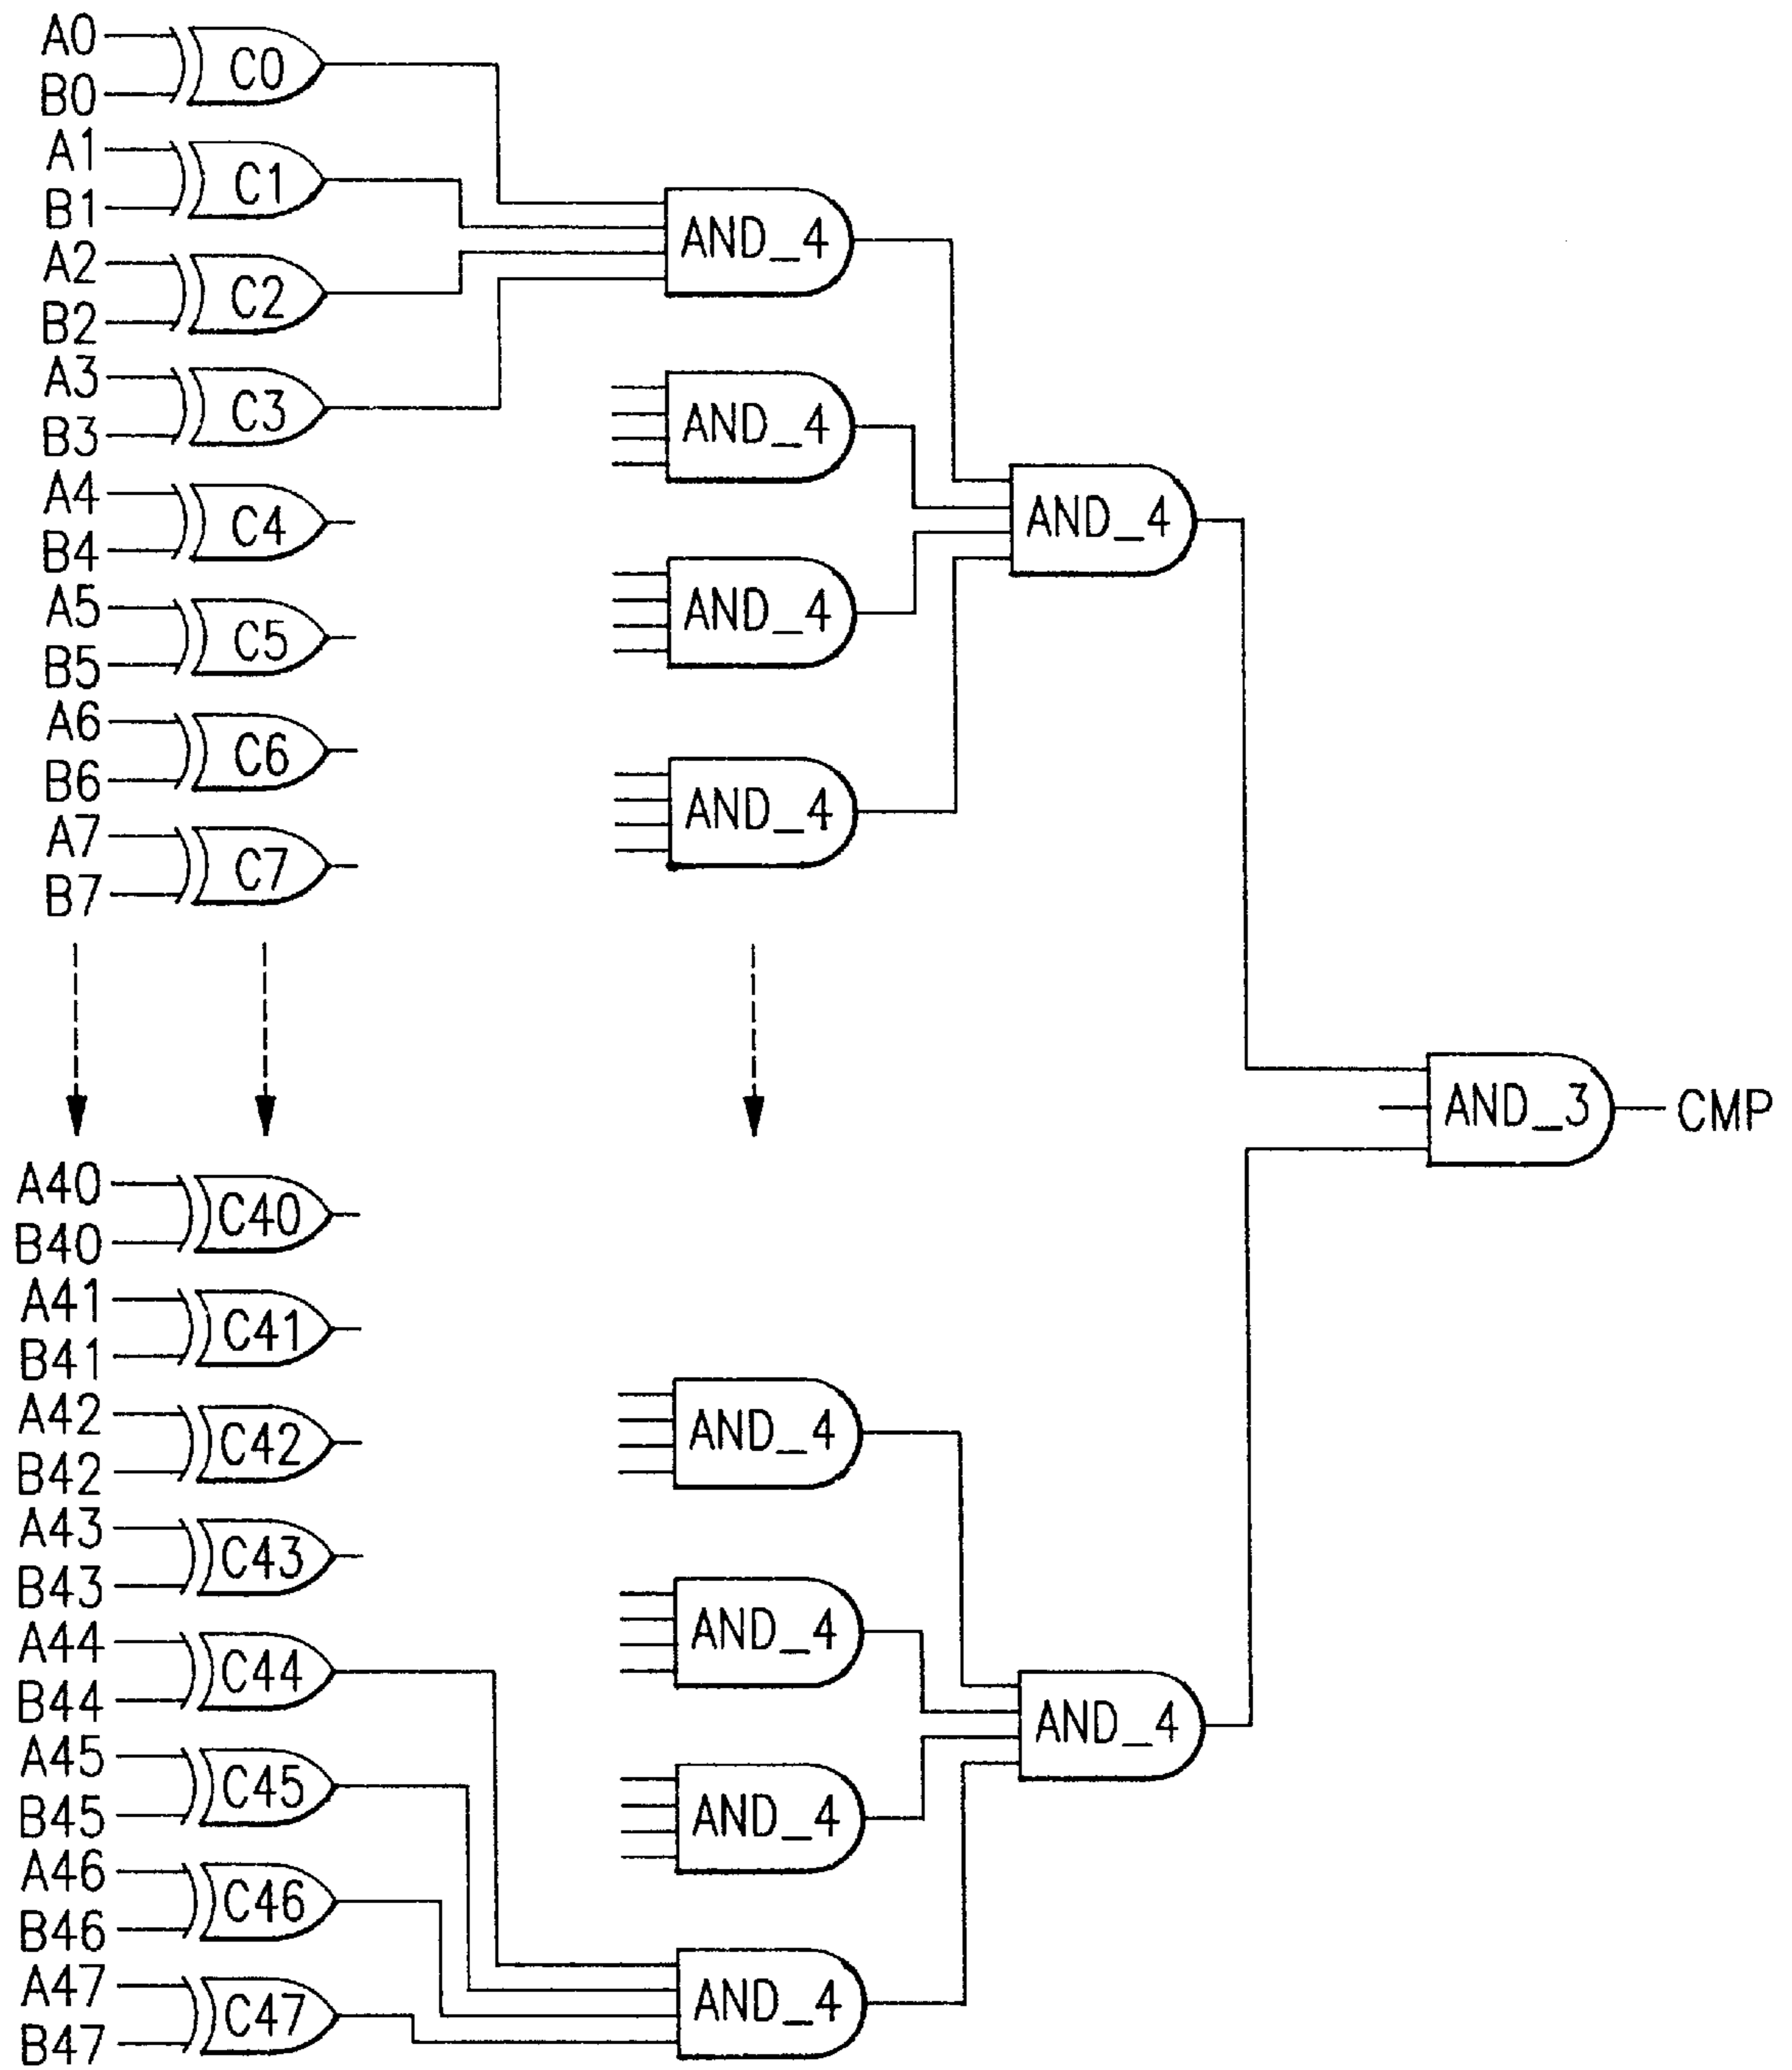 A0
B0
C0
A1
B1
C1
A2
B2
C2
A3
B3
C3
A4
B4
C4
A5
B5
C5
A6
B6
C6
A7
B7
C7
A40
B40
C40
A41
B41
C41
A42
B42
C42
A43
B43
C43
A44
B44
C44
A45
B45
C45
A46
B46
C46
A47
B47
C47
AND_4
AND_4
AND_4
AND_4
AND_4
AND_4
AND_4
AND_4
AND_4
AND_4
AND_3
CMP